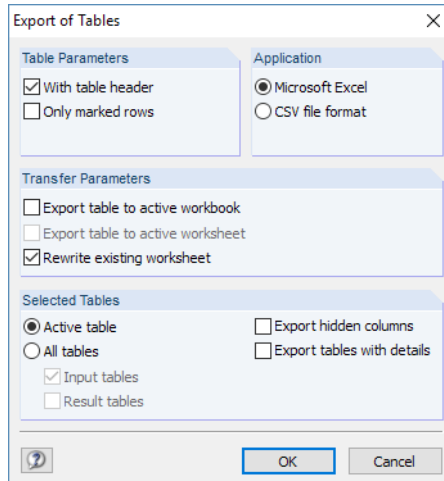 Export of Tables
Table Parameters
With table header
Only marked rows
Application
Microsoft Excel
CSV file format
Transfer Parameters
Export table to active workbook
Export table to active worksheet
Rewrite existing worksheet
Selected Tables
Active table
All tables
Input tables
Result tables
Export hidden columns
Export tables with details
OK
Cancel